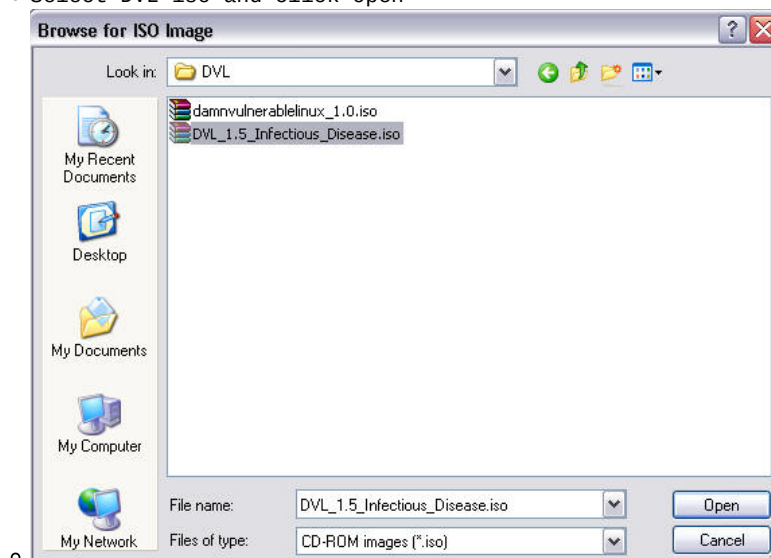 Select DVL iso and click open
Browse for ISO Image
Look in: DVL
damnvulnerablelinux_1.0.iso
DVL_1.5_Infectious_Disease.iso
My Recent
Documents
Desktop
My Documents
My Computer
My Network
File name: DVL_1.5_Infectious_Disease.iso Open
Files of type: CD-ROM images (*.iso) Cancel